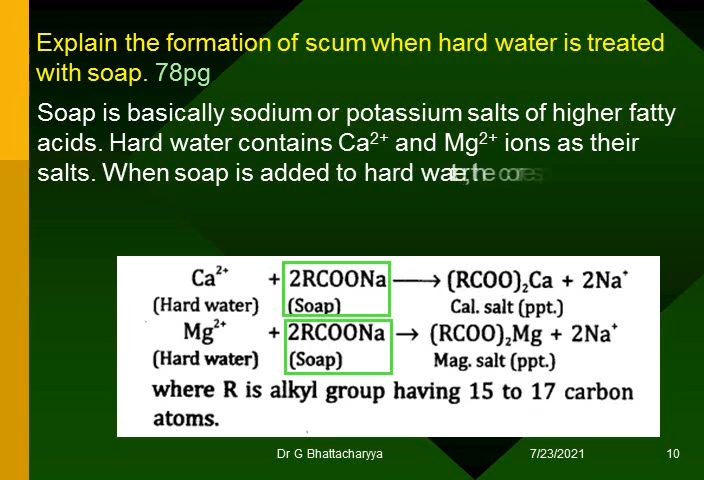 Explain the formation of scum when hard water is treated
with soap. 78pg
Soap is basically sodium or potassium salts of higher fatty
acids. Hard water contains Ca²⁺ and Mg²⁺ ions as their
salts. When soap is added to hard water, the
Ca²⁺ + 2RCOONa ⟶ (RCOO)₂Ca + 2Na⁺
(Hard water) (Soap) Cal. salt (ppt.)
Mg²⁺ + 2RCOONa → (RCOO)₂Mg + 2Na⁺
(Hard water) (Soap) Mag. salt (ppt.)
where R is alkyl group having 15 to 17 carbon
atoms.
Dr G Bhattacharyya 7/23/2021 10